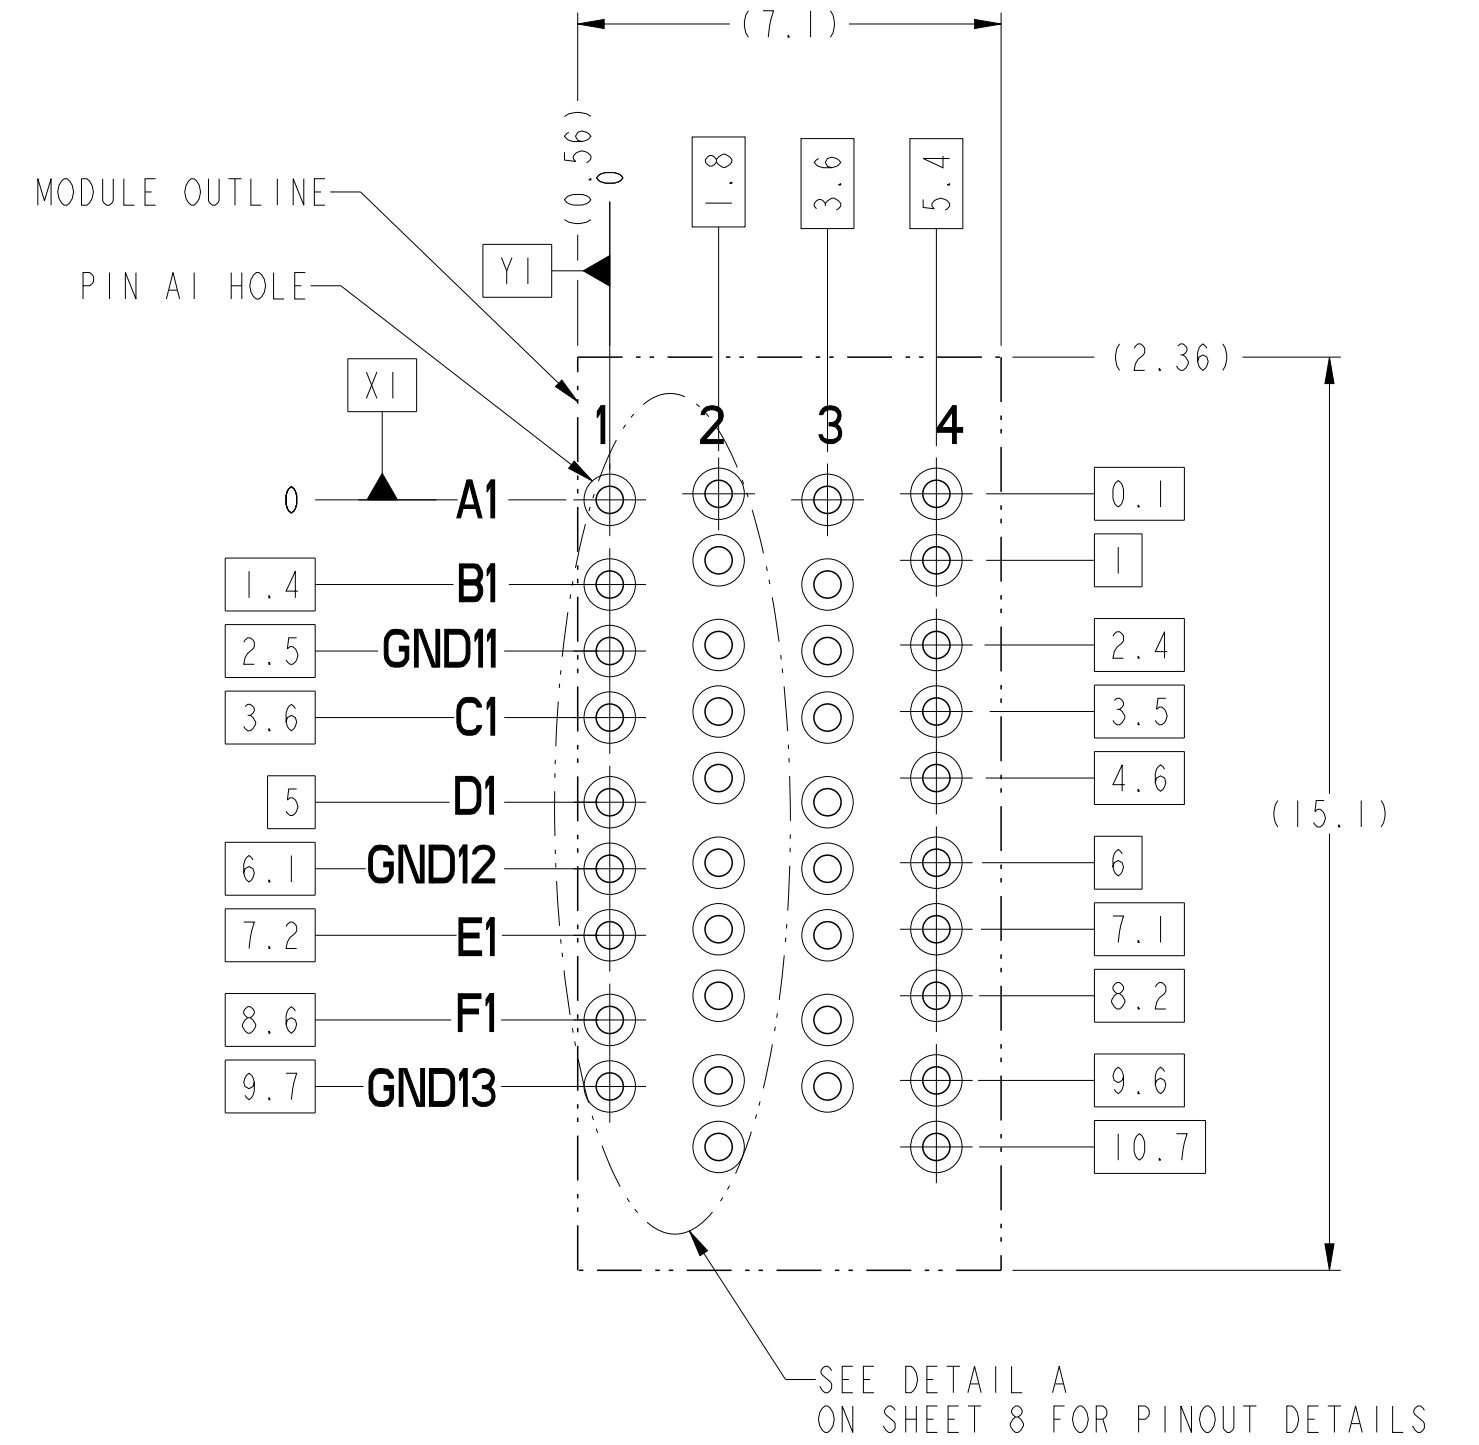 (7.1)
(0.56)
0
1.8
3.6
5.4
MODULE OUTLINE
Y1
PIN A1 HOLE
(2.36)
X1
1 2 3 4
0 A1 0.1
1
1.4 B1
2.5 GND11 2.4
3.6 C1 3.5
4.6
5 D1
(15.1)
6.1 GND12 6
7.2 E1 7.1
8.2
8.6 F1
9.7 GND13 9.6
10.7
SEE DETAIL A
ON SHEET 8 FOR PINOUT DETAILS